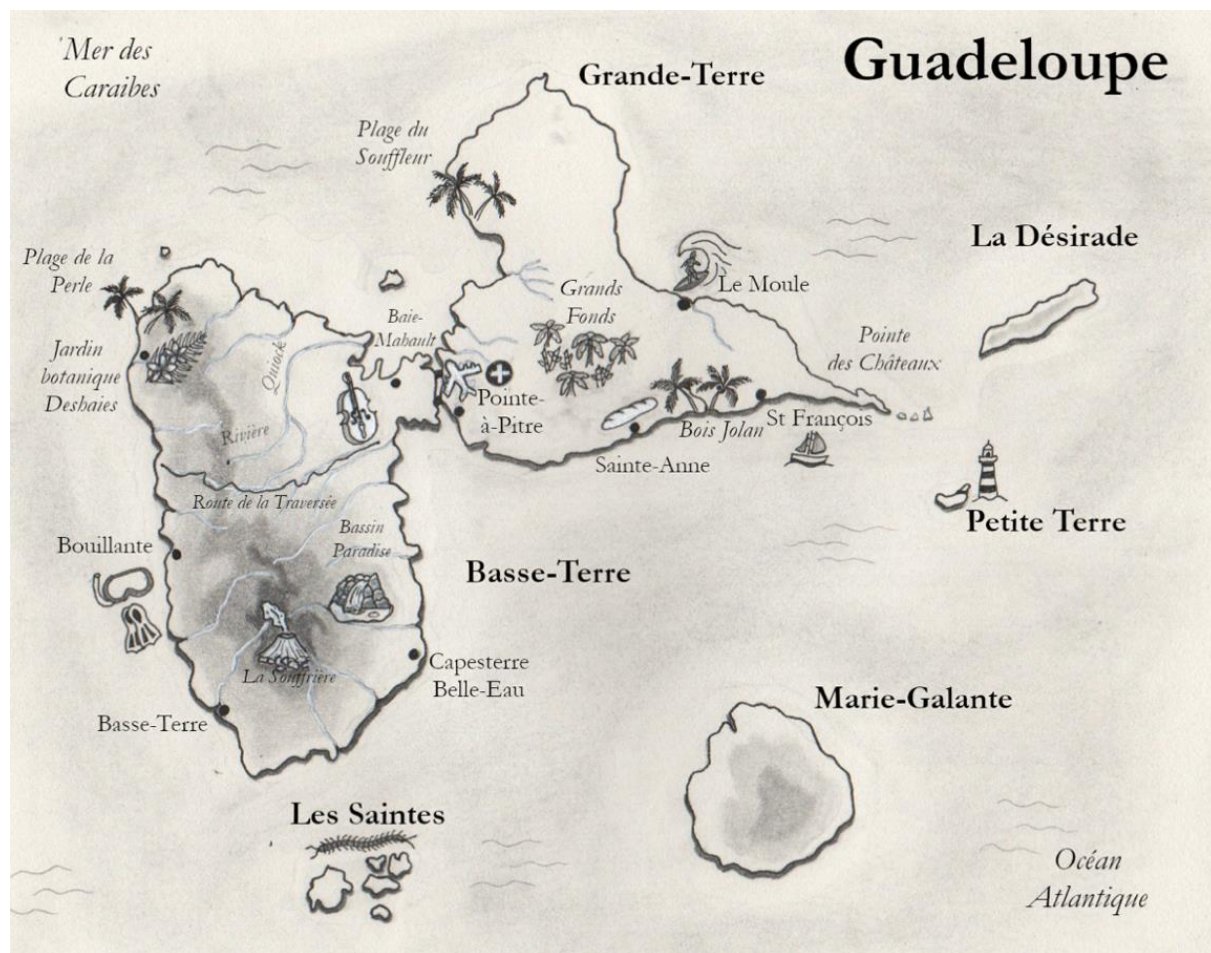 Guadeloupe
Mer des
Caraibes
Grande-Terre
Plage du
Souffleur
La Désirade
Plage de la
Perle
Le Moule
Grands
Fonds
Baie-
Mahault
Pointe
des Châteaux
Jardin
botanique
Deshaies
Quiock
Pointe-
à-Pitre
St François
Bois Jolan
Rivière
Sainte-Anne
Route de la Traversée
Petite Terre
Bassin
Paradise
Bouillante
Basse-Terre
Capesterre
Belle-Eau
La Souffrière
Marie-Galante
Basse-Terre
Les Saintes
Océan
Atlantique